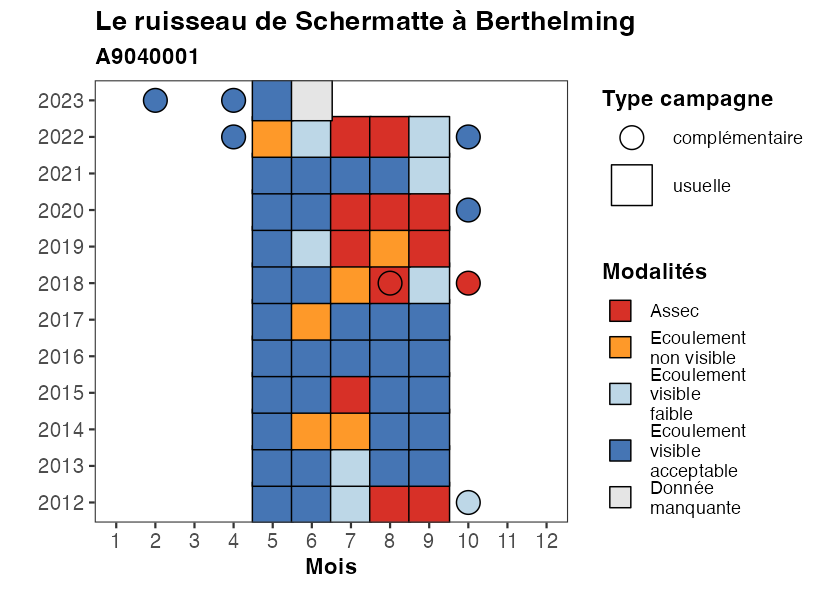 Le ruisseau de Schermatte à Berthelming
A9040001
2023
2022
2021
2020
2019
2018
2017
2016
2015
2014
2013
2012
1 2 3 4 5 6 7 8 9 10 11 12
Mois
Type campagne
complémentaire
usuelle
Modalités
Assec
Ecoulement
non visible
Ecoulement
visible
faible
Ecoulement
visible
acceptable
Donnée
manquante